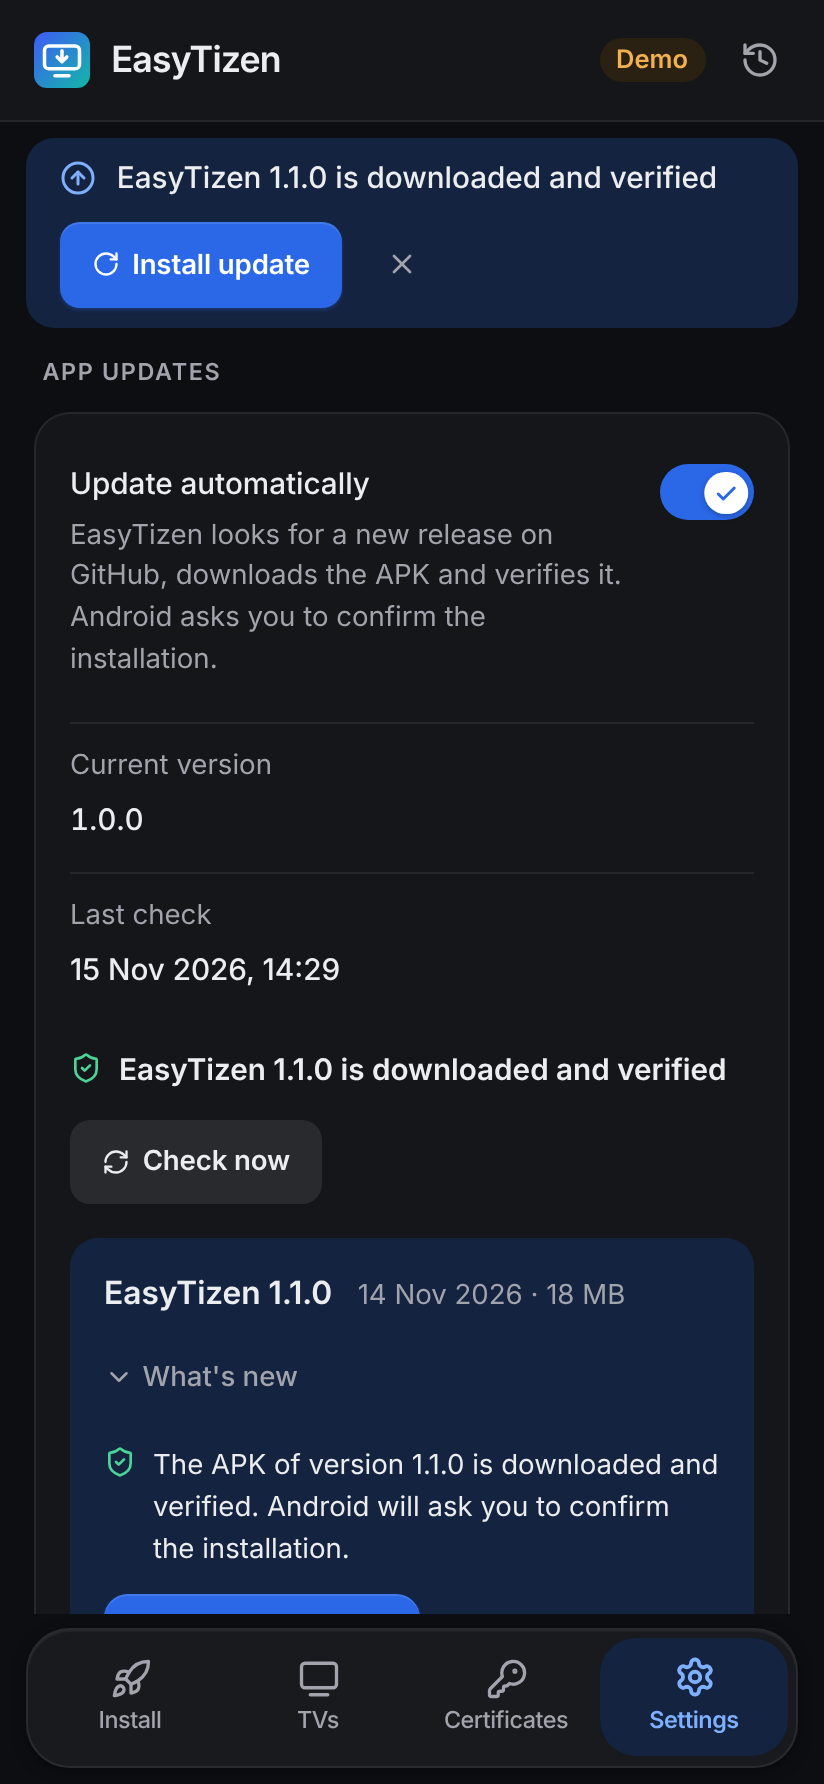 EasyTizen
Demo
EasyTizen 1.1.0 is downloaded and verified
Install update
APP UPDATES
Update automatically
EasyTizen looks for a new release on
GitHub, downloads the APK and verifies it.
Android asks you to confirm the
installation.
Current version
1.0.0
Last check
15 Nov 2026, 14:29
EasyTizen 1.1.0 is downloaded and verified
Check now
EasyTizen 1.1.0 14 Nov 2026 · 18 MB
What's new
The APK of version 1.1.0 is downloaded and
verified. Android will ask you to confirm
the installation.
Install
TVs
Certificates
Settings